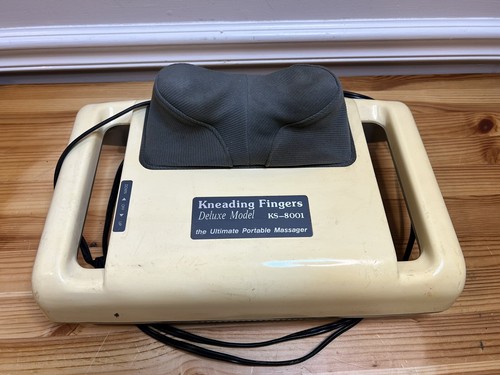 Kneading Fingers
Deluxe Model KS-8001
the Ultimate Portable Massager